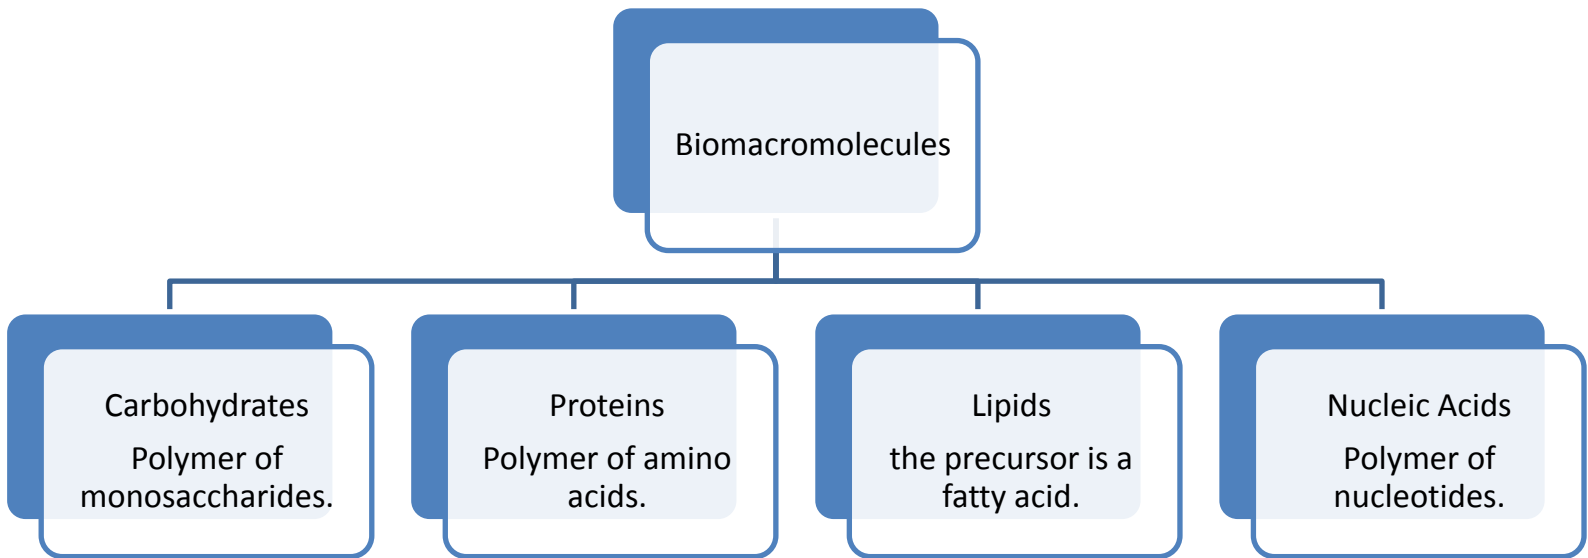 Biomacromolecules
Carbohydrates
Polymer of
monosaccharides.
Proteins
Polymer of amino
acids.
Lipids
the precursor is a
fatty acid.
Nucleic Acids
Polymer of
nucleotides.